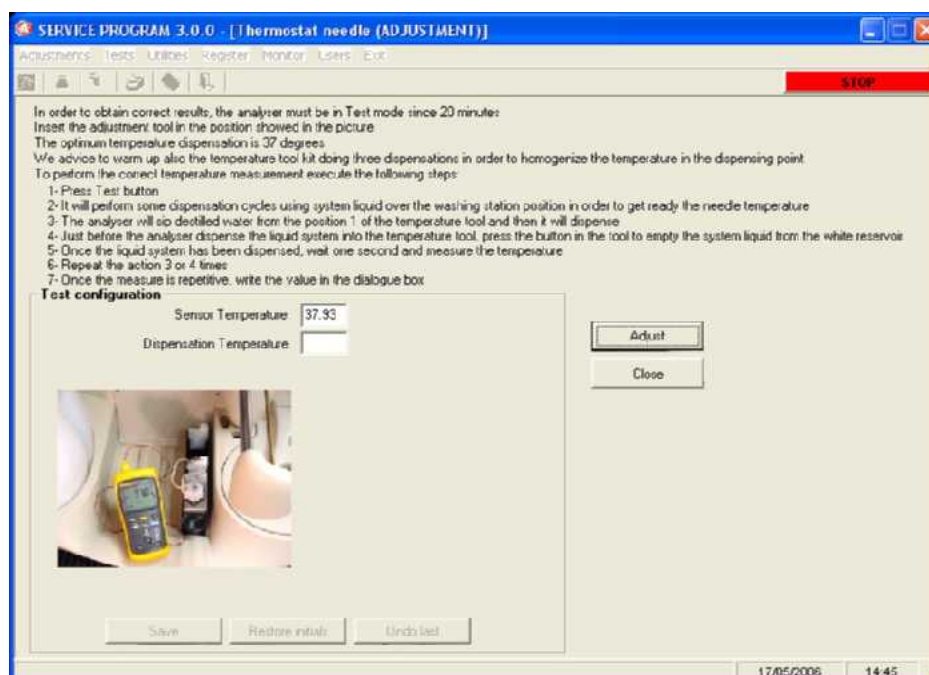 SERVICE PROGRAM 3.0.0 - [Thermostat needle (ADJUSTMENT)]
Adjustments Tests Utilities Register Monitor Users Exit
STOP
In order to obtain correct results, the analyser must be in Test mode since 20 minutes
Insert the adjustment tool in the position showed in the picture
The optimum temperature dispensation is 37 degrees
We advice to warm up also the temperature tool kit doing three dispensations in order to homogenize the temperature in the dispensing point
To perform the correct temperature measurement execute the following steps:
1- Press Test button
2- It will perform some dispensation cycles using system liquid over the washing station position in order to get ready the needle temperature
3- The analyser will sip destilled water from the position 1 of the temperature tool and then it will dispense
4- Just before the analyser dispense the liquid system into the temperature tool, press the button in the tool to empty the system liquid from the white reservoir
5- Once the liquid system has been dispensed, wait one second and measure the temperature
6- Repeat the action 3 or 4 times
7- Once the measure is repetitive, write the value in the dialogue box
Test configuration
Sensor Temperature 37.93
Dispensation Temperature
Adjust
Close
Save Restore initials Undo last
17/05/2006 14:45